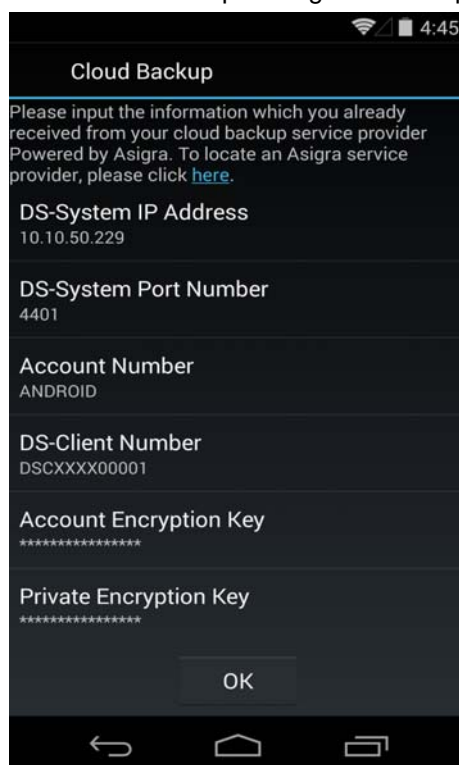 4:45
Cloud Backup
Please input the information which you already
received from your cloud backup service provider
Powered by Asigra. To locate an Asigra service
provider, please click here.
DS-System IP Address
10.10.50.229
DS-System Port Number
4401
Account Number
ANDROID
DS-Client Number
DSCXXXX00001
Account Encryption Key
****************
Private Encryption Key
****************
OK